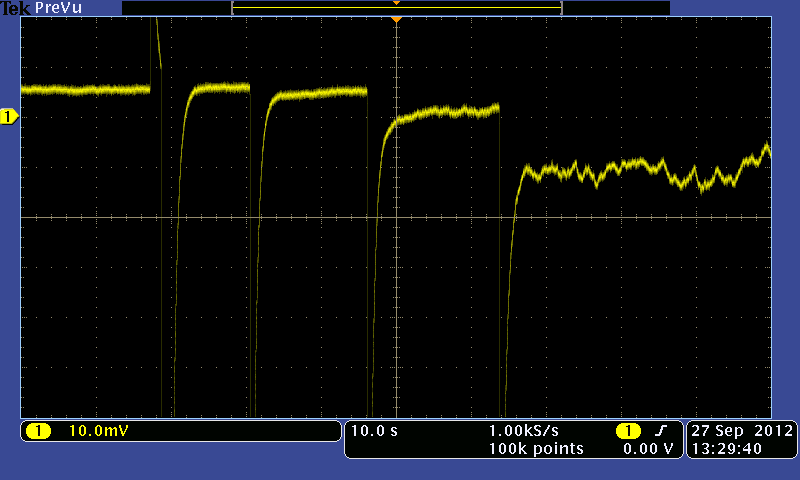 Tek PreVu
1
1 10.0mV
10.0 s 1.00kS/s 1 100k points 0.00 V
27 Sep 2012
13:29:40